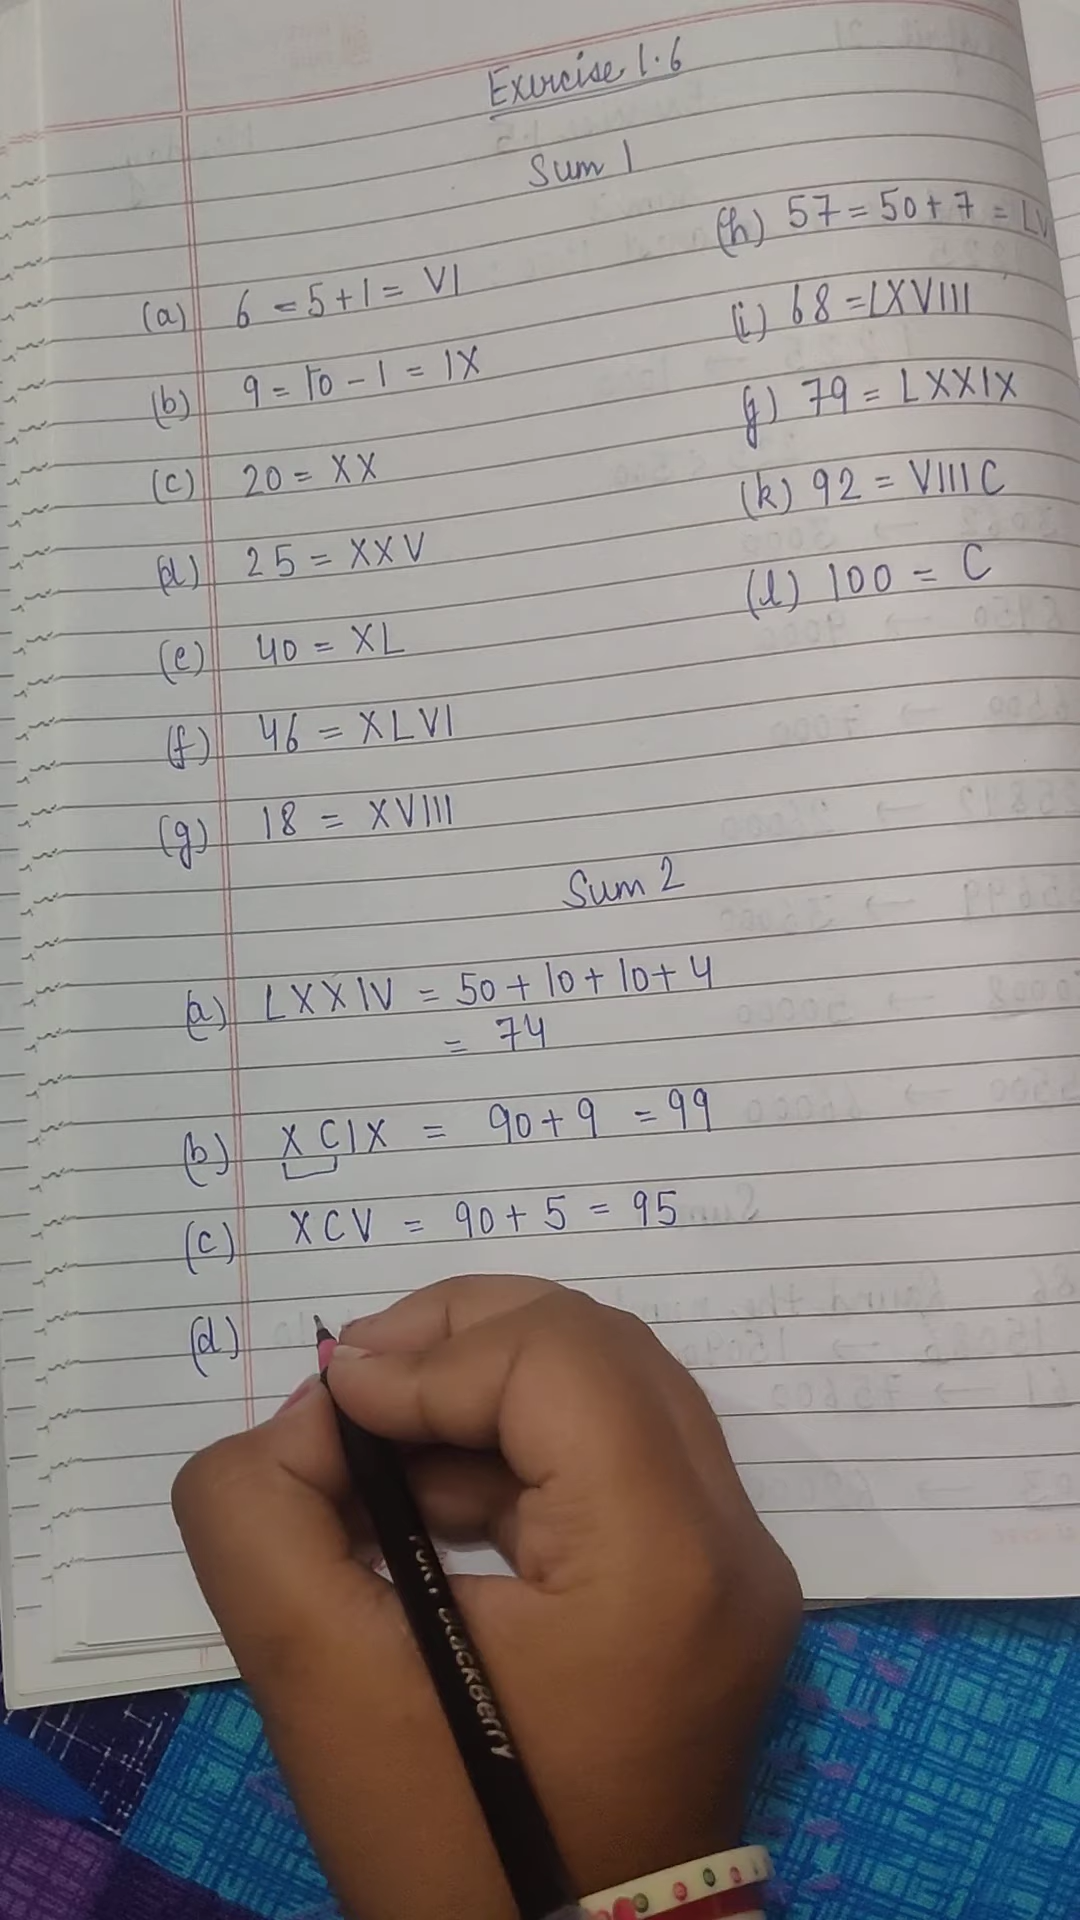 Exercise 1.6
Sum 1
(a) 6 = 5+1 = VI
(b) 9 = 10 - 1 = IX
(c) 20 = XX
(d) 25 = XXV
(e) 40 = XL
(f) 46 = XLVI
(g) 18 = XVIII
(h) 57 = 50 + 7 = LV
(i) 68 = LXVIII
j) 79 = LXXIX
(k) 92 = VIIIC
(l) 100 = C
Sum 2
(a) LXXIV = 50 + 10 + 10 + 4
= 74
(b) XCIX = 90 + 9 = 99
(c) XCV = 90 + 5 = 95
(d)
BlackBerry